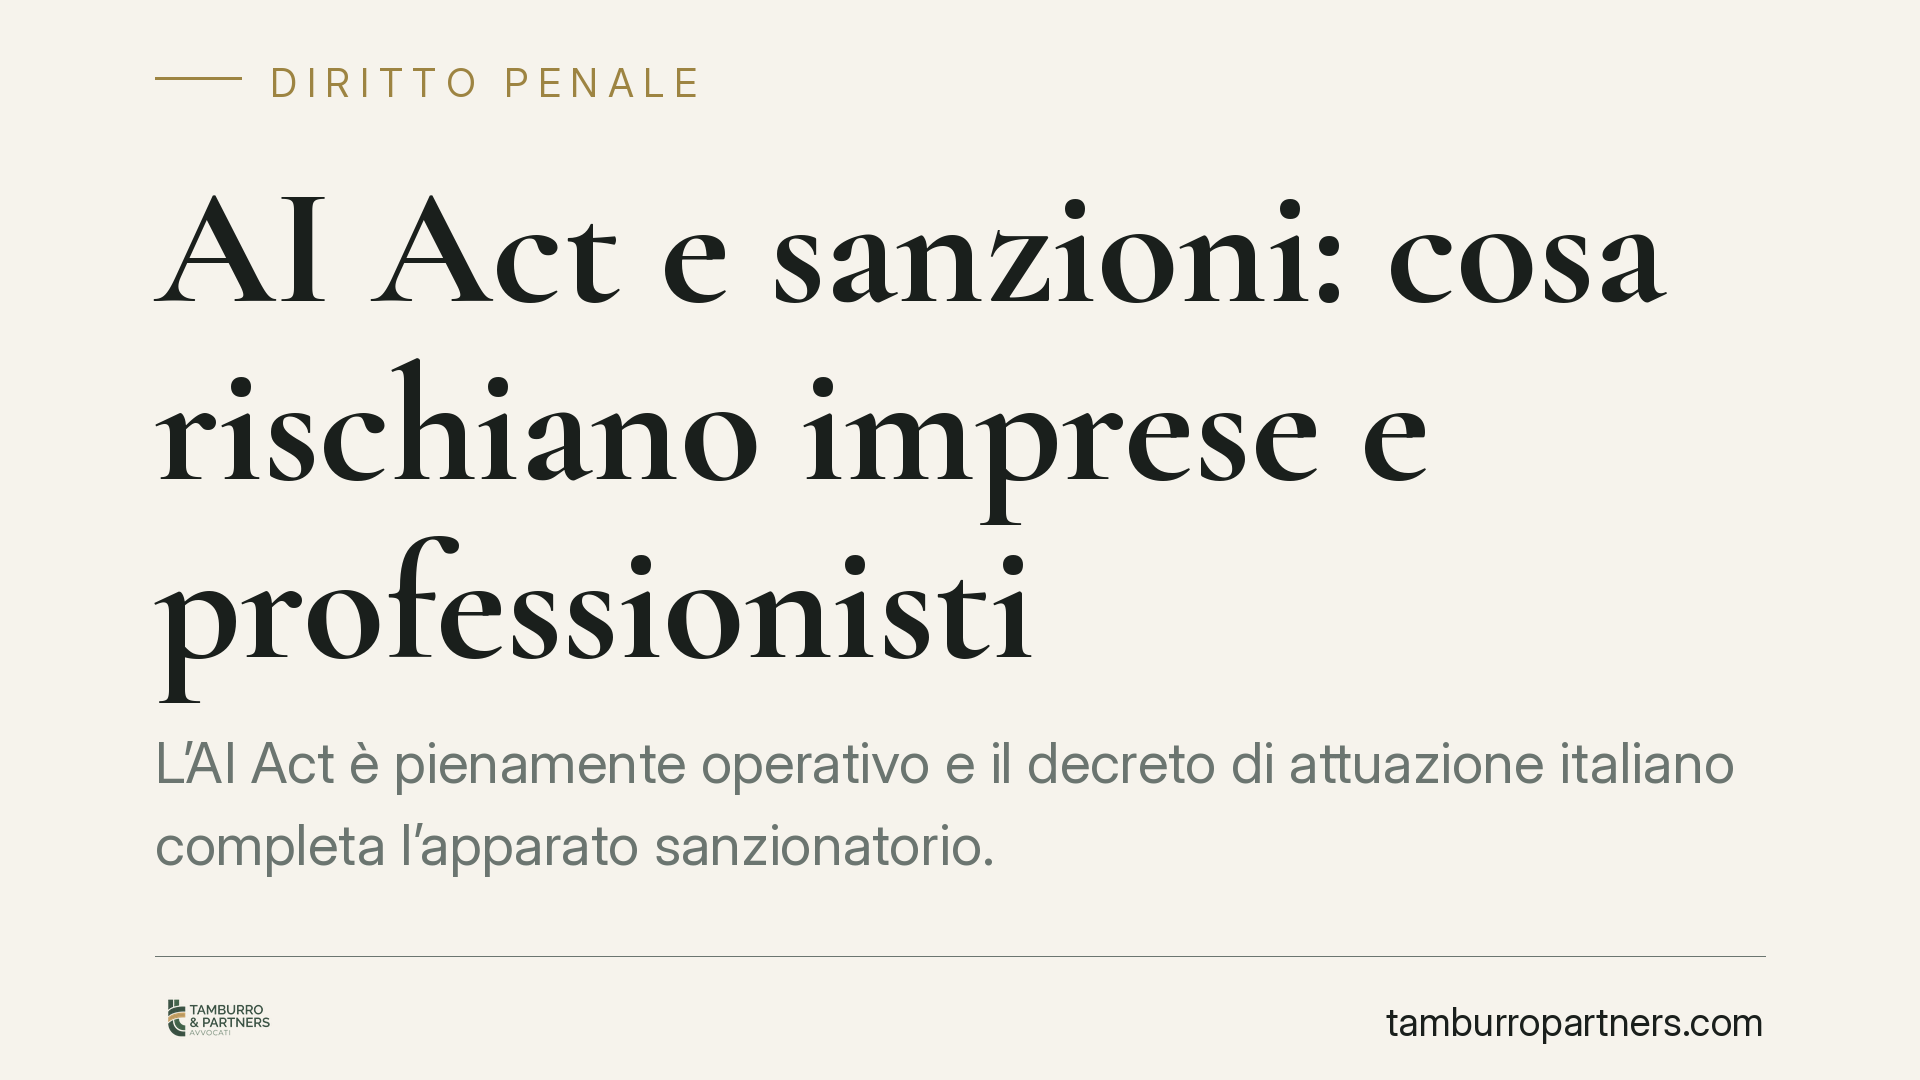 DIRITTO PENALE
AI Act e sanzioni: cosa
rischiano imprese e
professionisti
L’AI Act è pienamente operativo e il decreto di attuazione italiano
completa l’apparato sanzionatorio.
TAMBURRO
& PARTNERS
AVVOCATI
tamburropartners.com